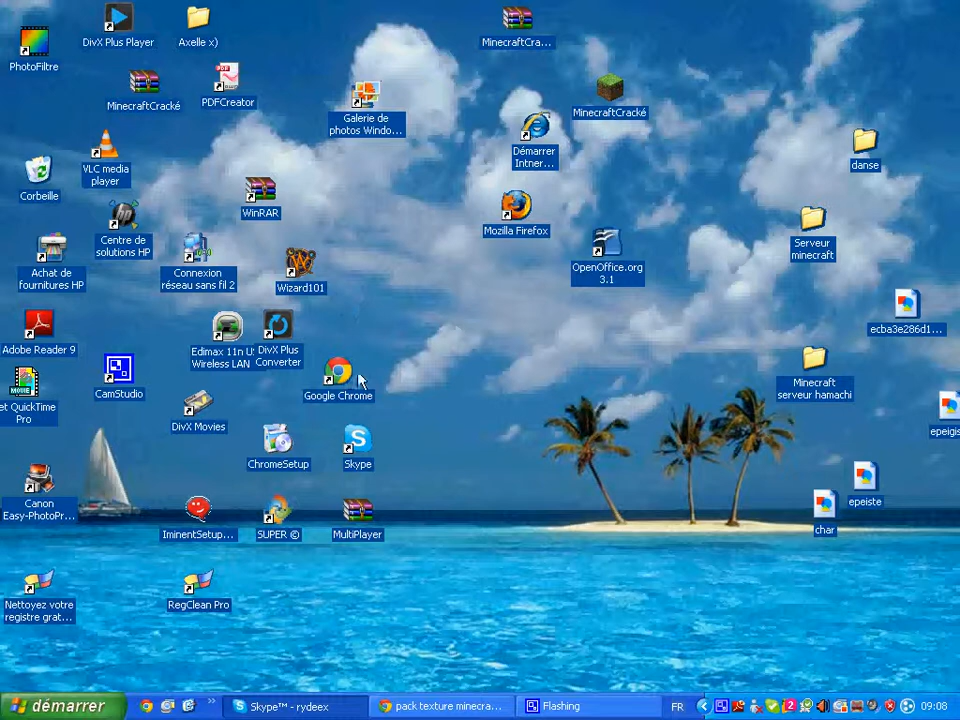 PhotoFiltre
DivX Plus Player
Axelle x)
MinecraftCra...
MinecraftCracké
PDFCreator
Galerie de
photos Windo...
MinecraftCracké
Démarrer
Intner...
danse
Corbeille
VLC media
player
WinRAR
Mozilla Firefox
Centre de
solutions HP
Serveur
minecraft
Achat de
fournitures HP
Connexion
réseau sans fil 2
Wizard101
OpenOffice.org
3.1
ecba3e286d1...
Adobe Reader 9
Edimax 11n U
Wireless LAN
DivX Plus
Converter
CamStudio
Google Chrome
Minecraft
serveur hamachi
MOVIE
et QuickTime
Pro
DivX Movies
epeigis
ChromeSetup
Skype
Canon
Easy-PhotoPr...
epeiste
char
IminentSetup...
SUPER ©
MultiPlayer
Nettoyez votre
registre grat...
RegClean Pro
démarrer
Skype™ - rydeex
pack texture minecra...
Flashing
FR
09:08